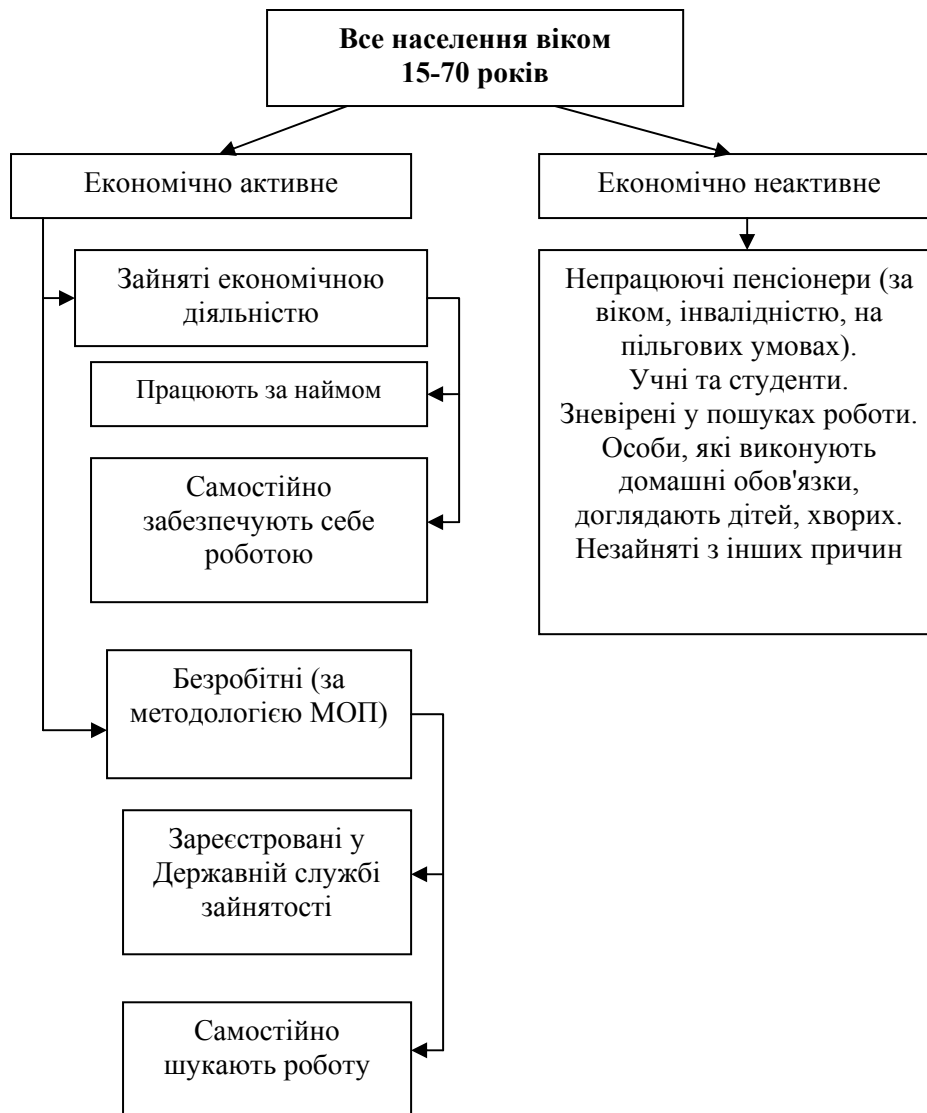 Все населення віком
15-70 років
Економічно активне
Економічно неактивне
Зайняті економічною
діяльністю
Працюють за наймом
Самостійно
забезпечують себе
роботою
Безробітні (за
методологією МОП)
Зареєстровані у
Державній службі
зайнятості
Самостійно
шукають роботу
Непрацюючі пенсіонери (за
віком, інвалідністю, на
пільгових умовах).
Учні та студенти.
Зневірені у пошуках роботи.
Особи, які виконують
домашні обов'язки,
доглядають дітей, хворих.
Незайняті з інших причин